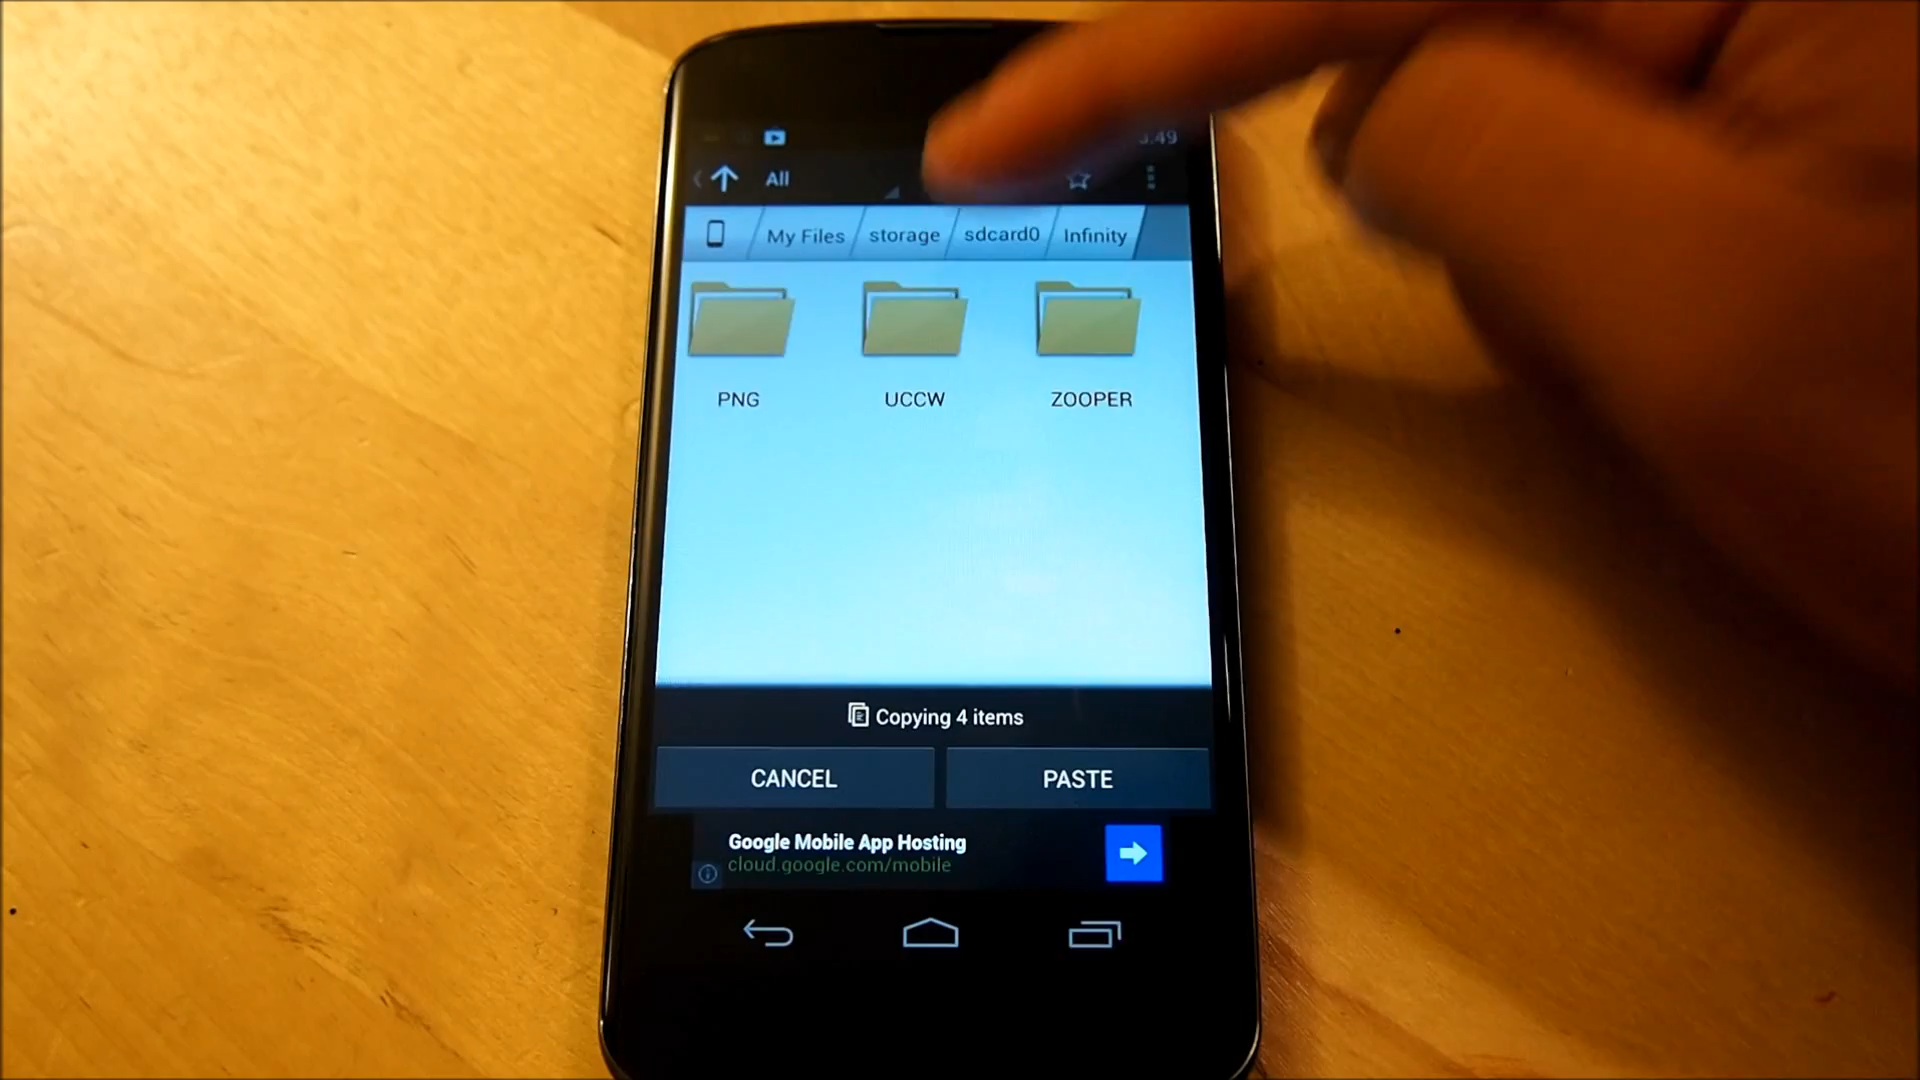 3:49
All
My Files storage sdcard0 Infinity
PNG UCCW ZOOPER
Copying 4 items
CANCEL PASTE
Google Mobile App Hosting
cloud.google.com/mobile